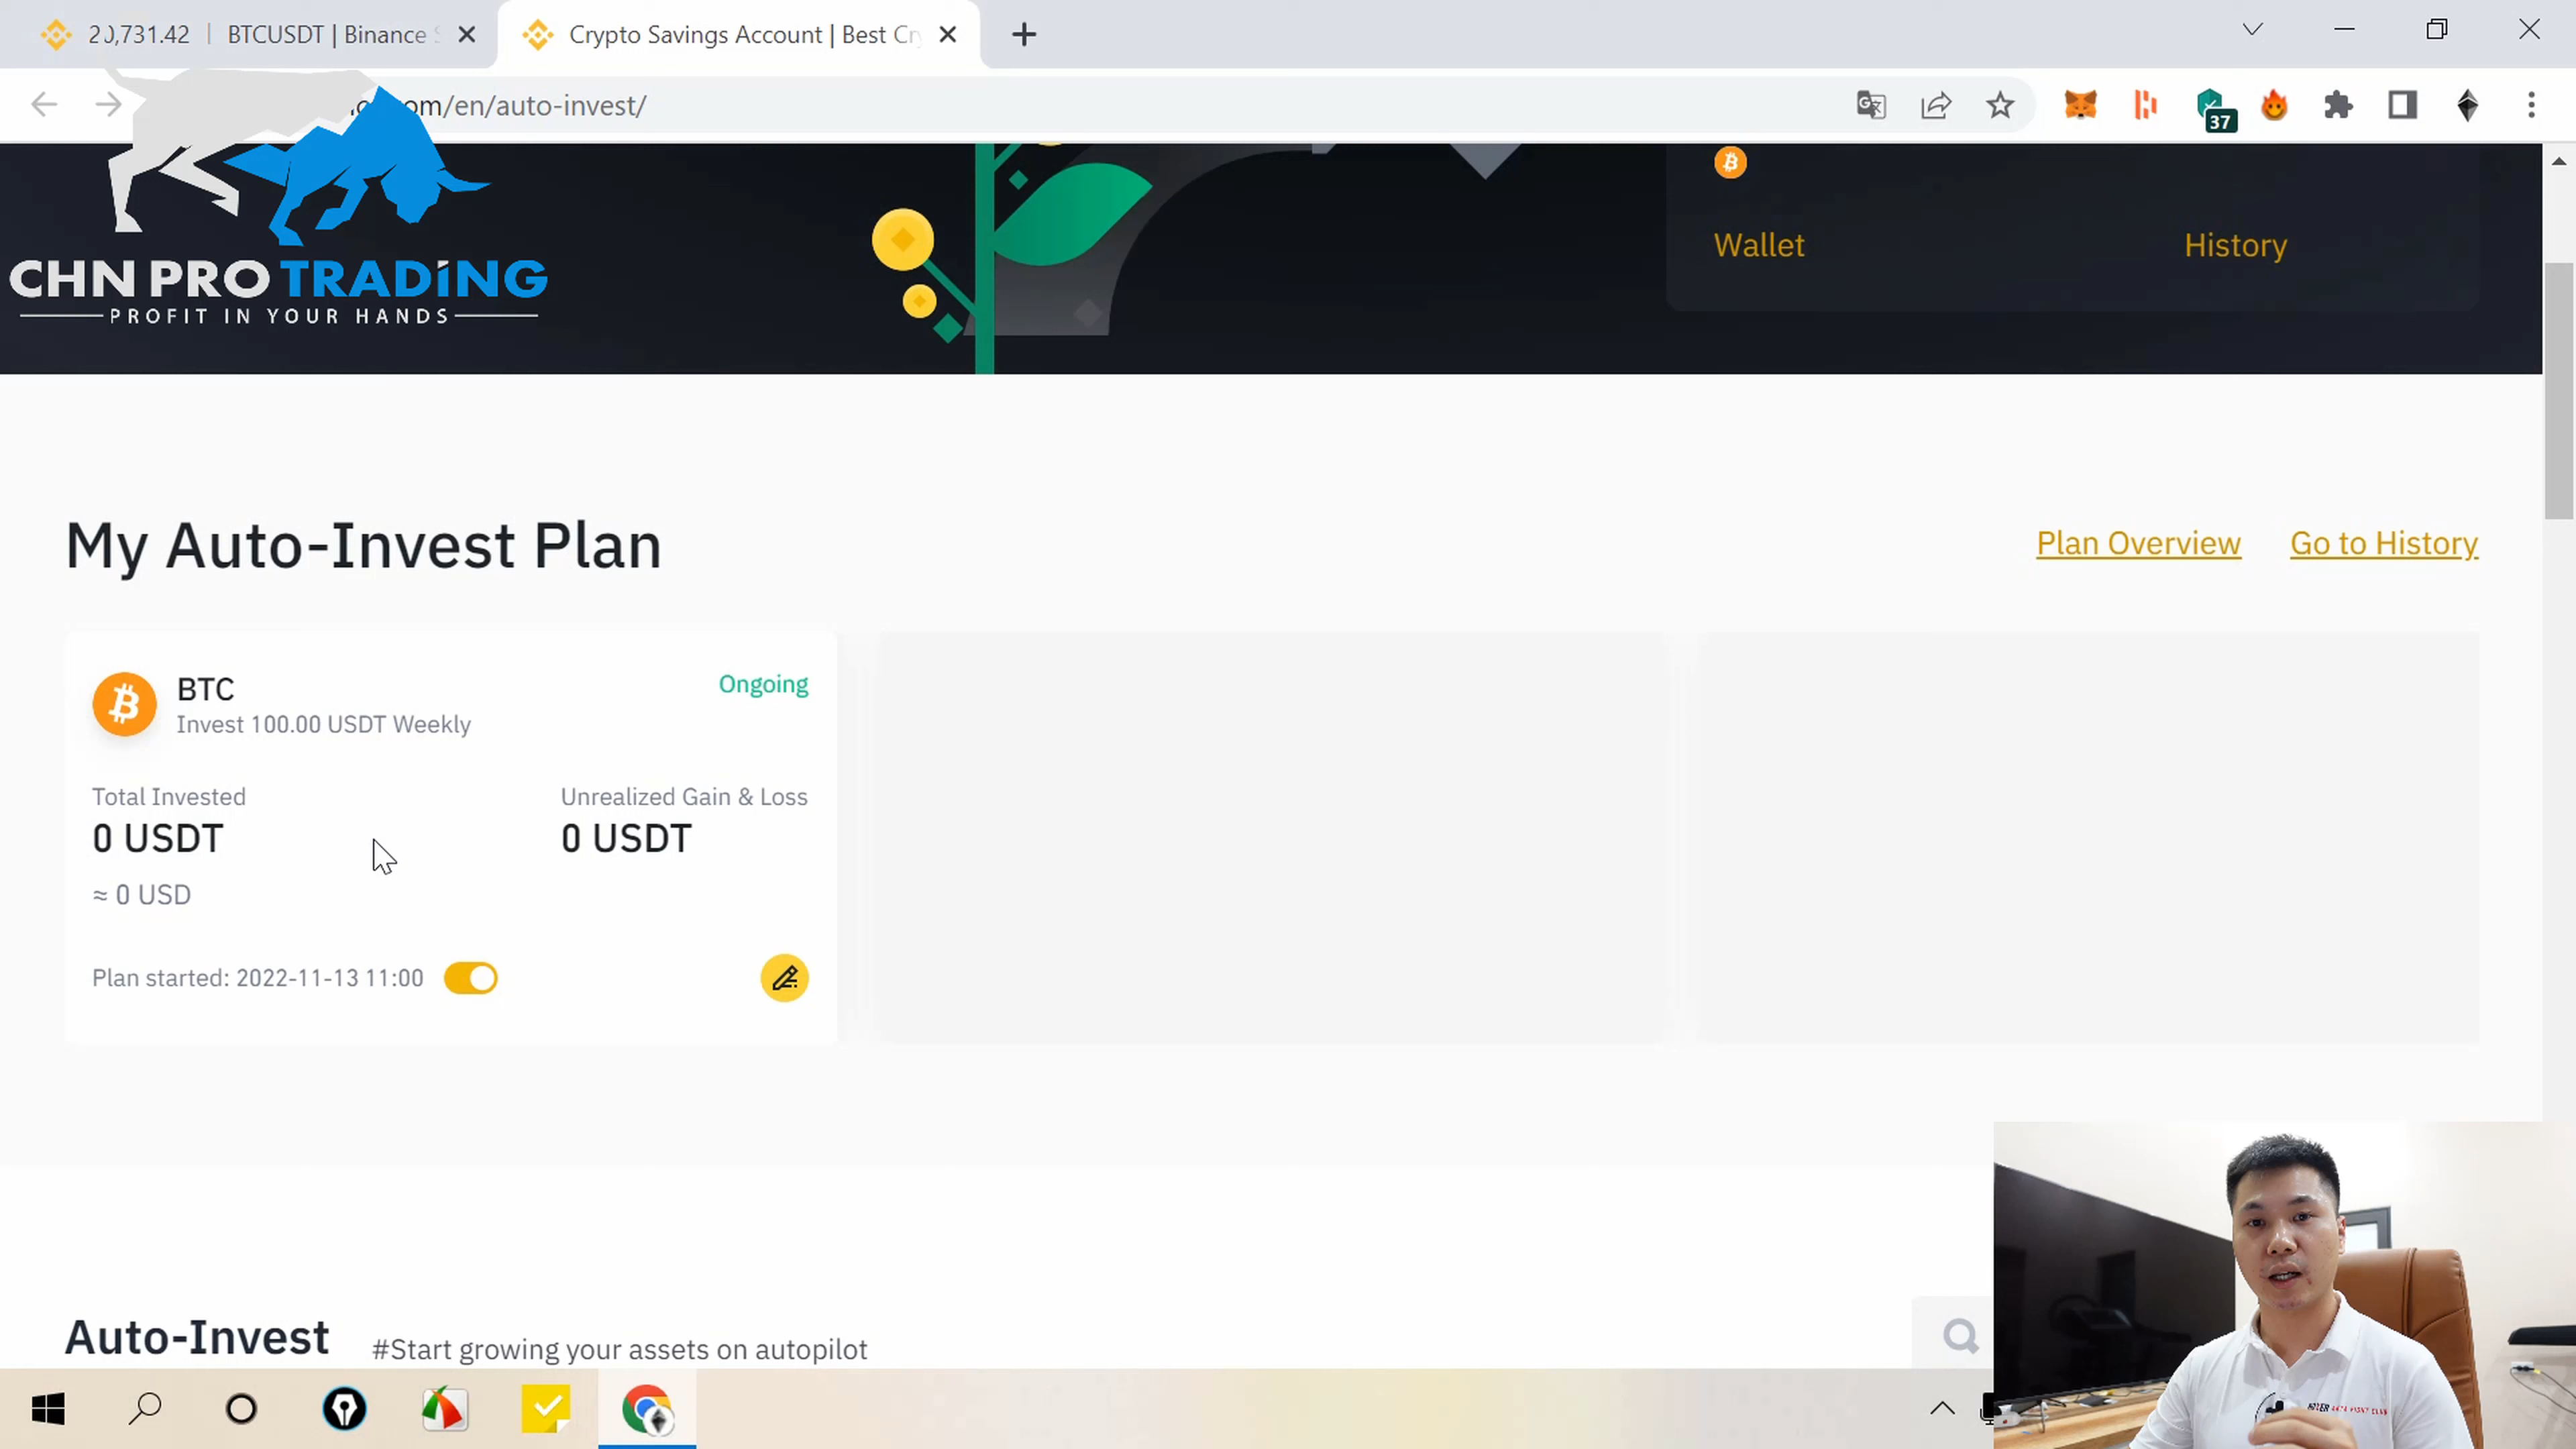 20,731.42 | BTCUSDT | Binance
Crypto Savings Account | Best Cr
om/en/auto-invest/
37
CHN PRO TRADiNG
PROFIT IN YOUR HANDS
Wallet
History
My Auto-Invest Plan
Plan Overview
Go to History
BTC
Ongoing
Invest 100.00 USDT Weekly
Total Invested
Unrealized Gain & Loss
0 USDT
0 USDT
≈ 0 USD
Plan started: 2022-11-13 11:00
Auto-Invest
#Start growing your assets on autopilot